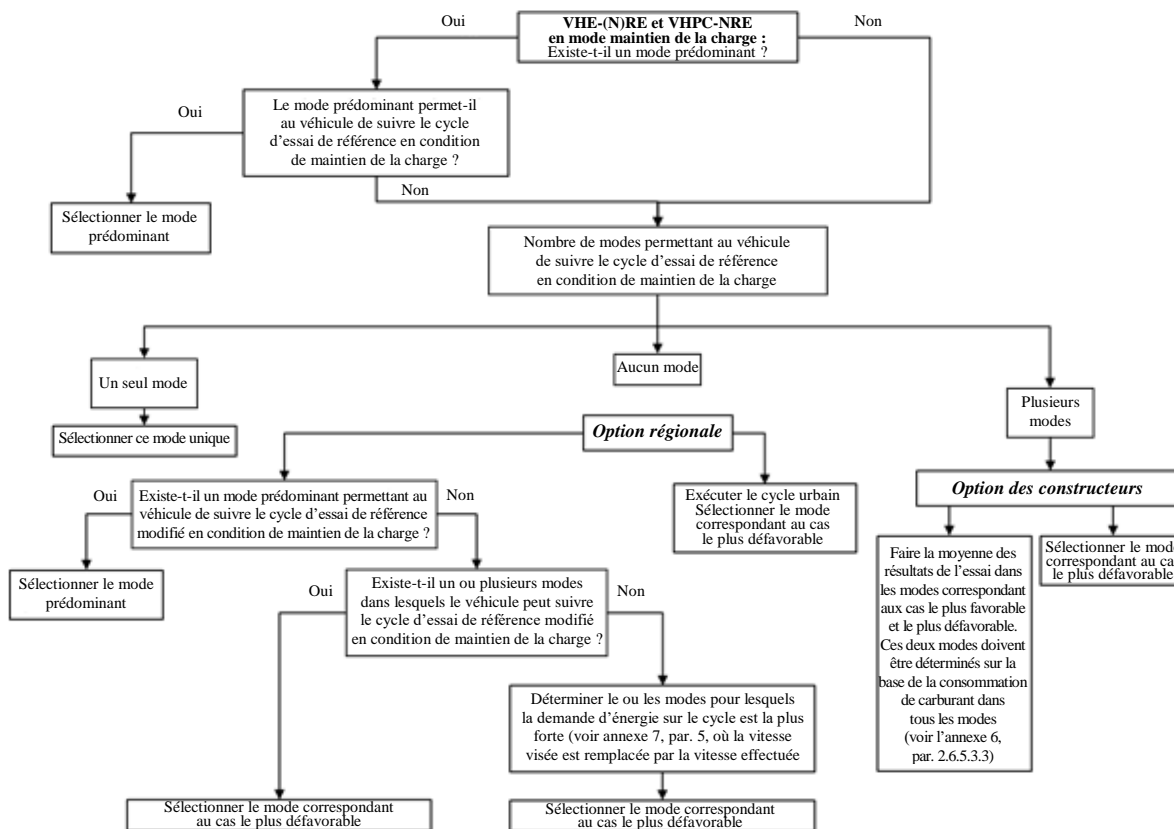 Oui
VHE-(N)RE et VHPC-NRE
en mode maintien de la charge :
Existe-t-il un mode prédominant ?
Non
Oui
Le mode prédominant permet-il
au véhicule de suivre le cycle
d’essai de référence en condition
de maintien de la charge ?
Non
Sélectionner le mode
prédominant
Nombre de modes permettant au véhicule
de suivre le cycle d’essai de référence
en condition de maintien de la charge
Un seul mode
Aucun mode
Plusieurs
modes
Sélectionner ce mode unique
Option régionale
Option des constructeurs
Oui
Existe-t-il un mode prédominant permettant au
véhicule de suivre le cycle d’essai de référence
modifié en condition de maintien de la charge ?
Non
Exécuter le cycle urbain
Sélectionner le mode
correspondant au cas
le plus défavorable
Faire la moyenne des
résultats de l’essai dans
les modes correspondant
aux cas le plus favorable
et le plus défavorable.
Ces deux modes doivent
être déterminés sur la
base de la consommation
de carburant dans
tous les modes
(voir l’annexe 6,
par. 2.6.5.3.3)
Sélectionner le mod
correspondant au ca
le plus défavorable
Sélectionner le mode
prédominant
Oui
Existe-t-il un ou plusieurs modes
dans lesquels le véhicule peut suivre
le cycle d’essai de référence modifié
en condition de maintien de la charge ?
Non
Déterminer le ou les modes pour lesquels
la demande d’énergie sur le cycle est la plus
forte (voir annexe 7, par. 5, où la vitesse
visée est remplacée par la vitesse effectuée
Sélectionner le mode correspondant
au cas le plus défavorable
Sélectionner le mode correspondant
au cas le plus défavorable